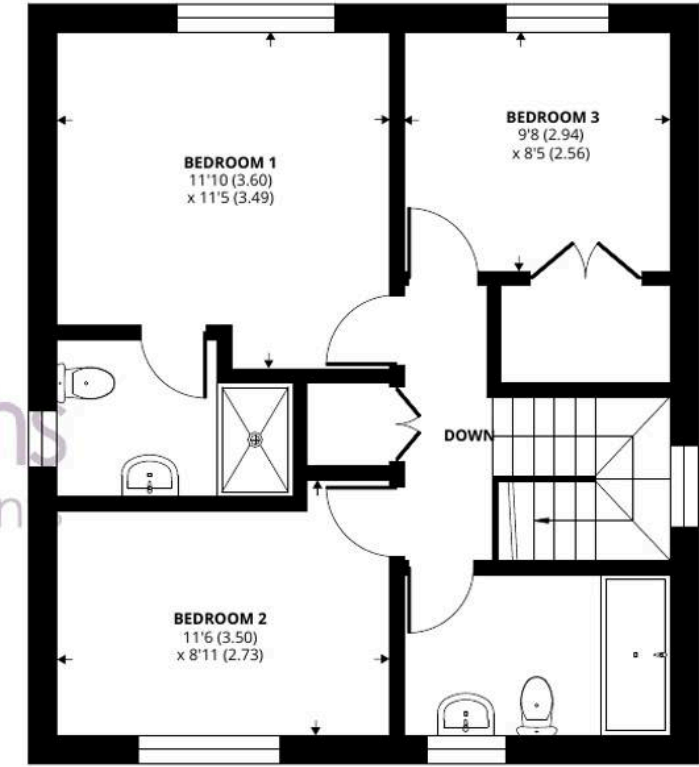 BEDROOM 1
11'10 (3.60)
x 11'5 (3.49)
BEDROOM 3
9'8 (2.94)
x 8'5 (2.56)
DOWN
BEDROOM 2
11'6 (3.50)
x 8'11 (2.73)